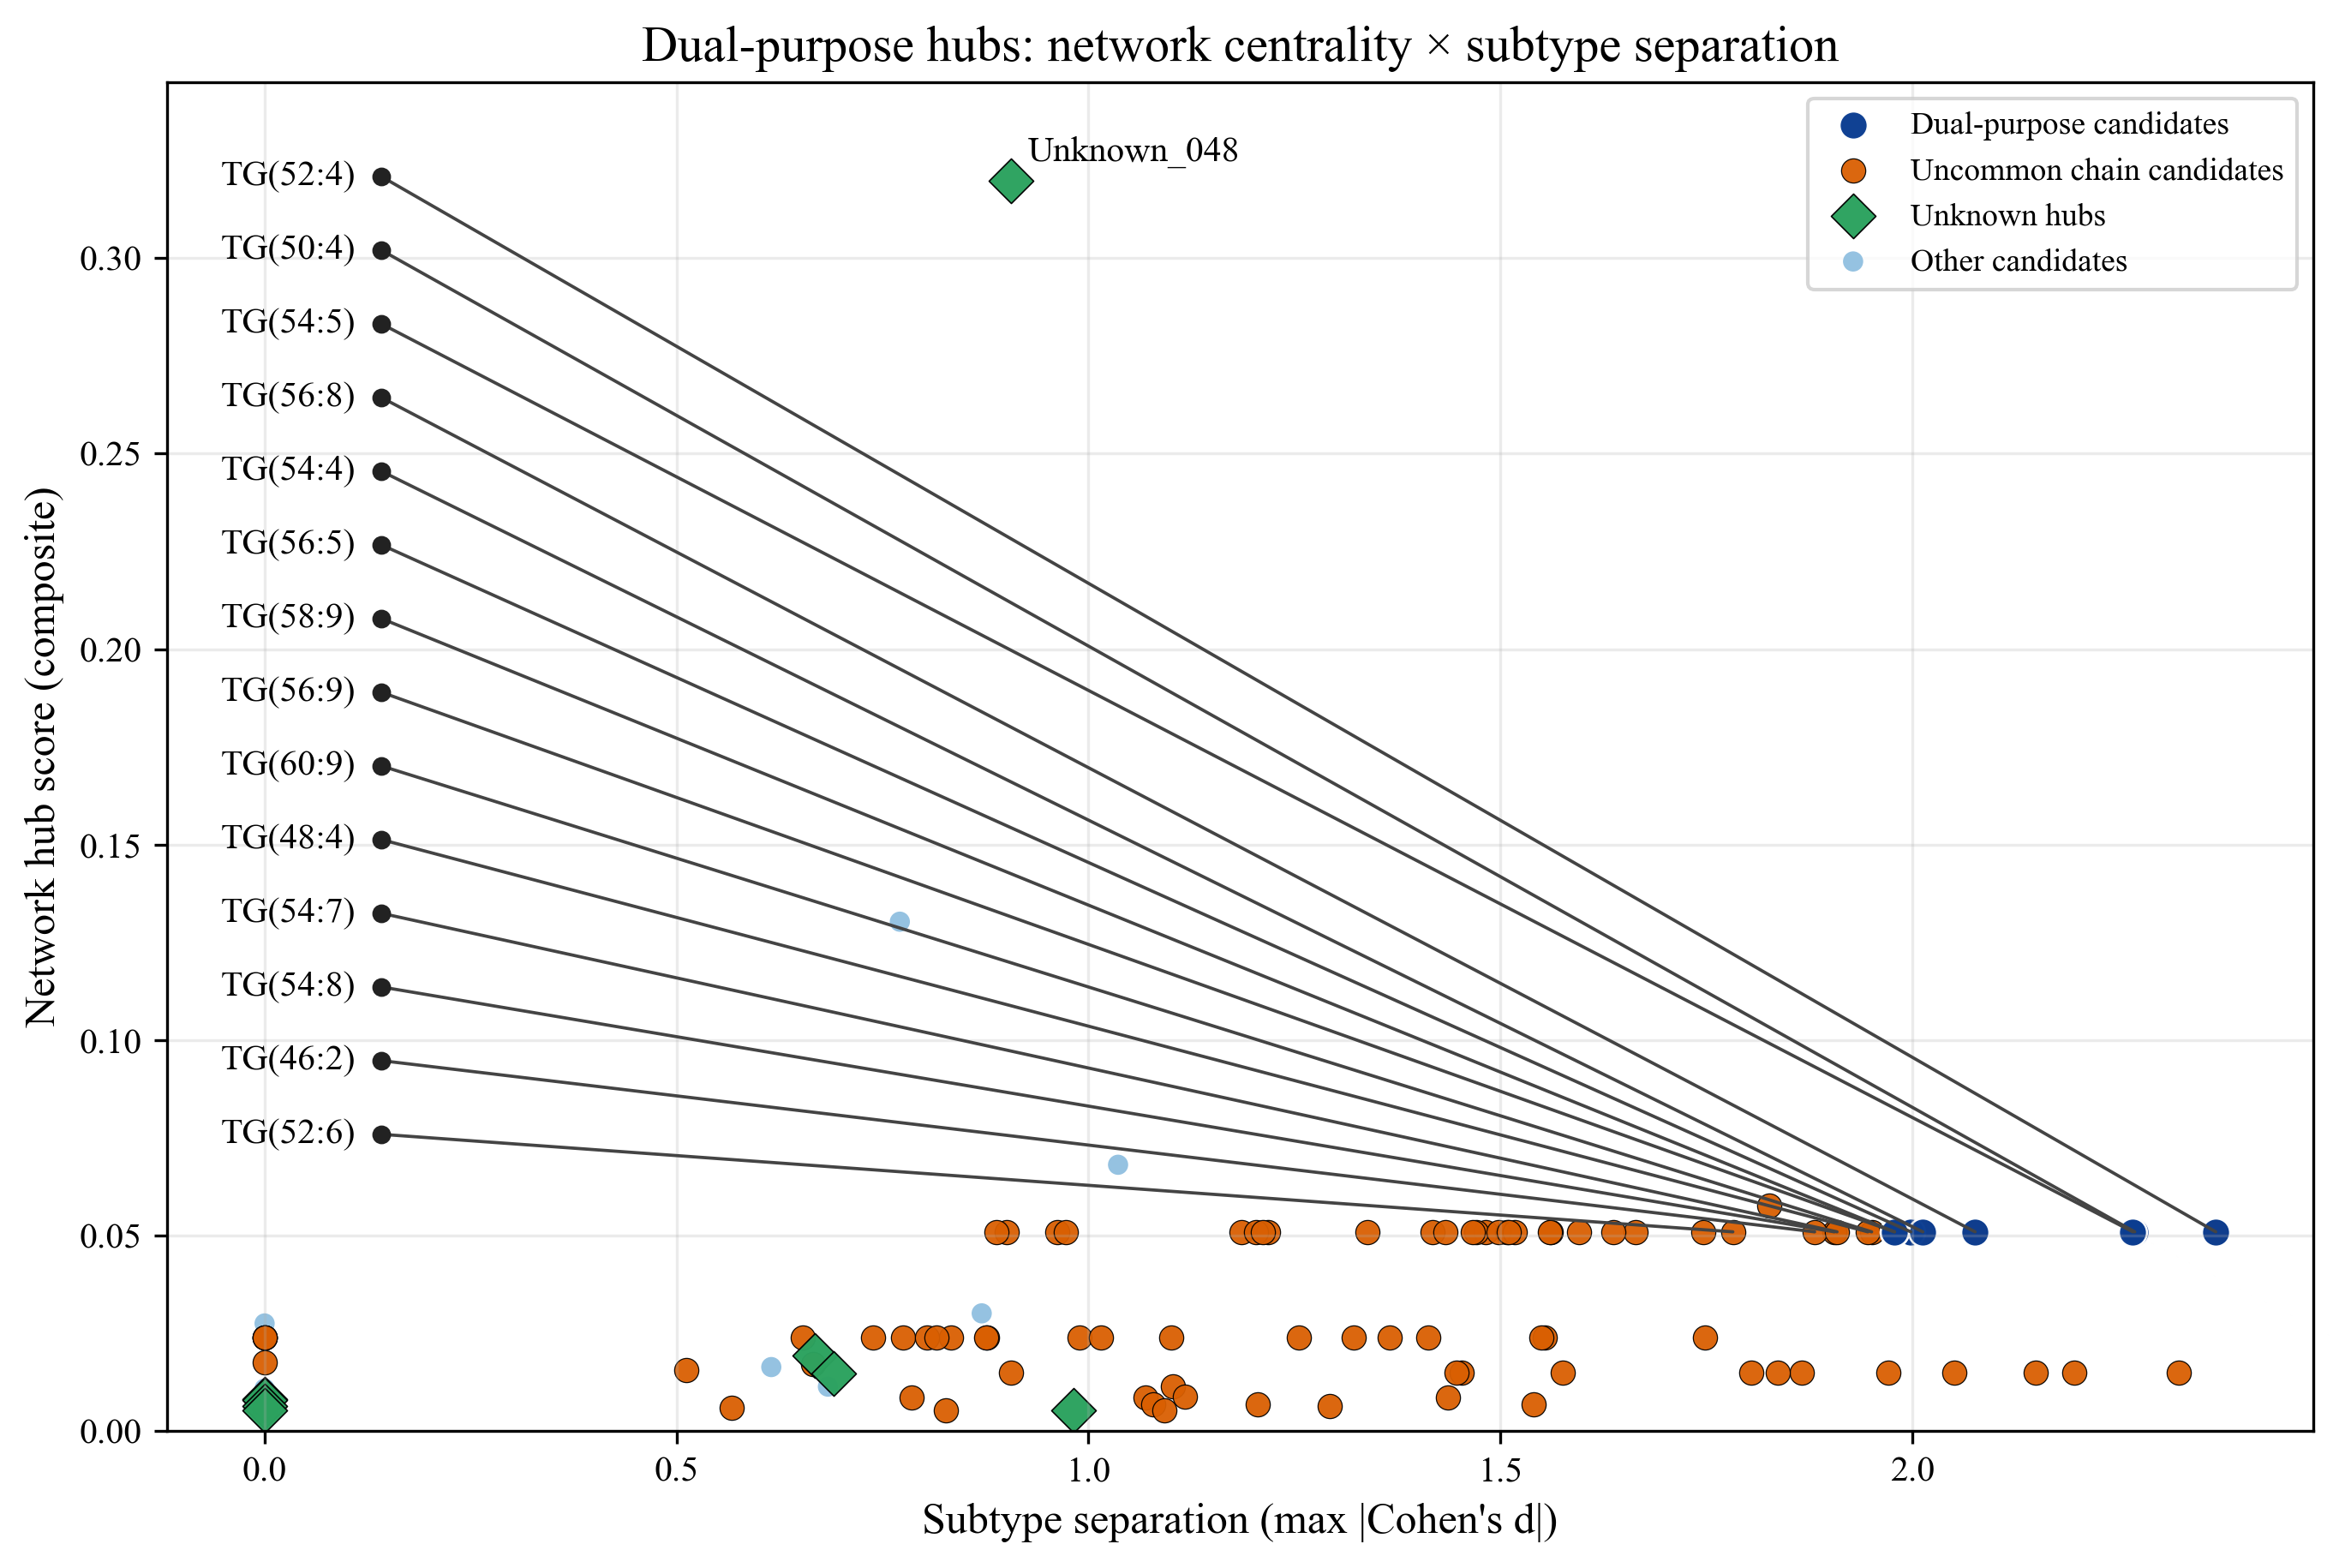 Dual-purpose hubs: network centrality × subtype separation
Unknown_048
Dual-purpose candidates
Uncommon chain candidates
Unknown hubs
Other candidates
TG(52:4)
TG(50:4)
TG(54:5)
TG(56:8)
TG(54:4)
TG(56:5)
TG(58:9)
TG(56:9)
TG(60:9)
TG(48:4)
TG(54:7)
TG(54:8)
TG(46:2)
TG(52:6)
Network hub score (composite)
0.30
0.25
0.20
0.15
0.10
0.05
0.00
0.0 0.5 1.0 1.5 2.0
Subtype separation (max |Cohen's d|)